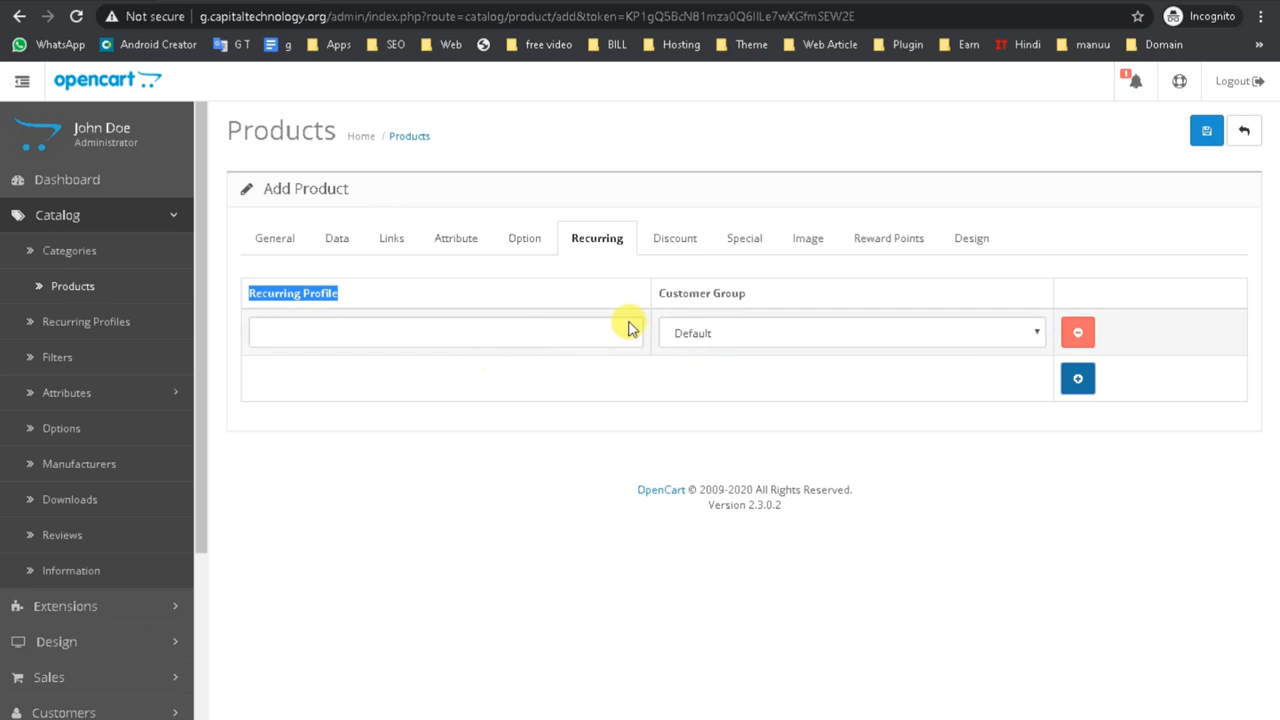 Not secure g.capitaltechnology.org/admin/index.php?route=catalog/product/add&token=KP1gQ5BcN81mza0Q6IlLe7wXGfmSEW2E Incognito
WhatsApp Android Creator G T g Apps SEO Web free video BILL Hosting Theme Web Article Plugin Earn IT Hindi manuu Domain »
opencart 1 Logout
John Doe
Administrator
Products Home / Products
Dashboard
Add Product
Catalog
General Data Links Attribute Option Recurring Discount Special Image Reward Points Design
Categories
Products
Recurring Profile Customer Group
Recurring Profiles
Default
Filters
Attributes
Options
Manufacturers
Downloads
OpenCart © 2009-2020 All Rights Reserved.
Version 2.3.0.2
Reviews
Information
Extensions
Design
Sales
Customers